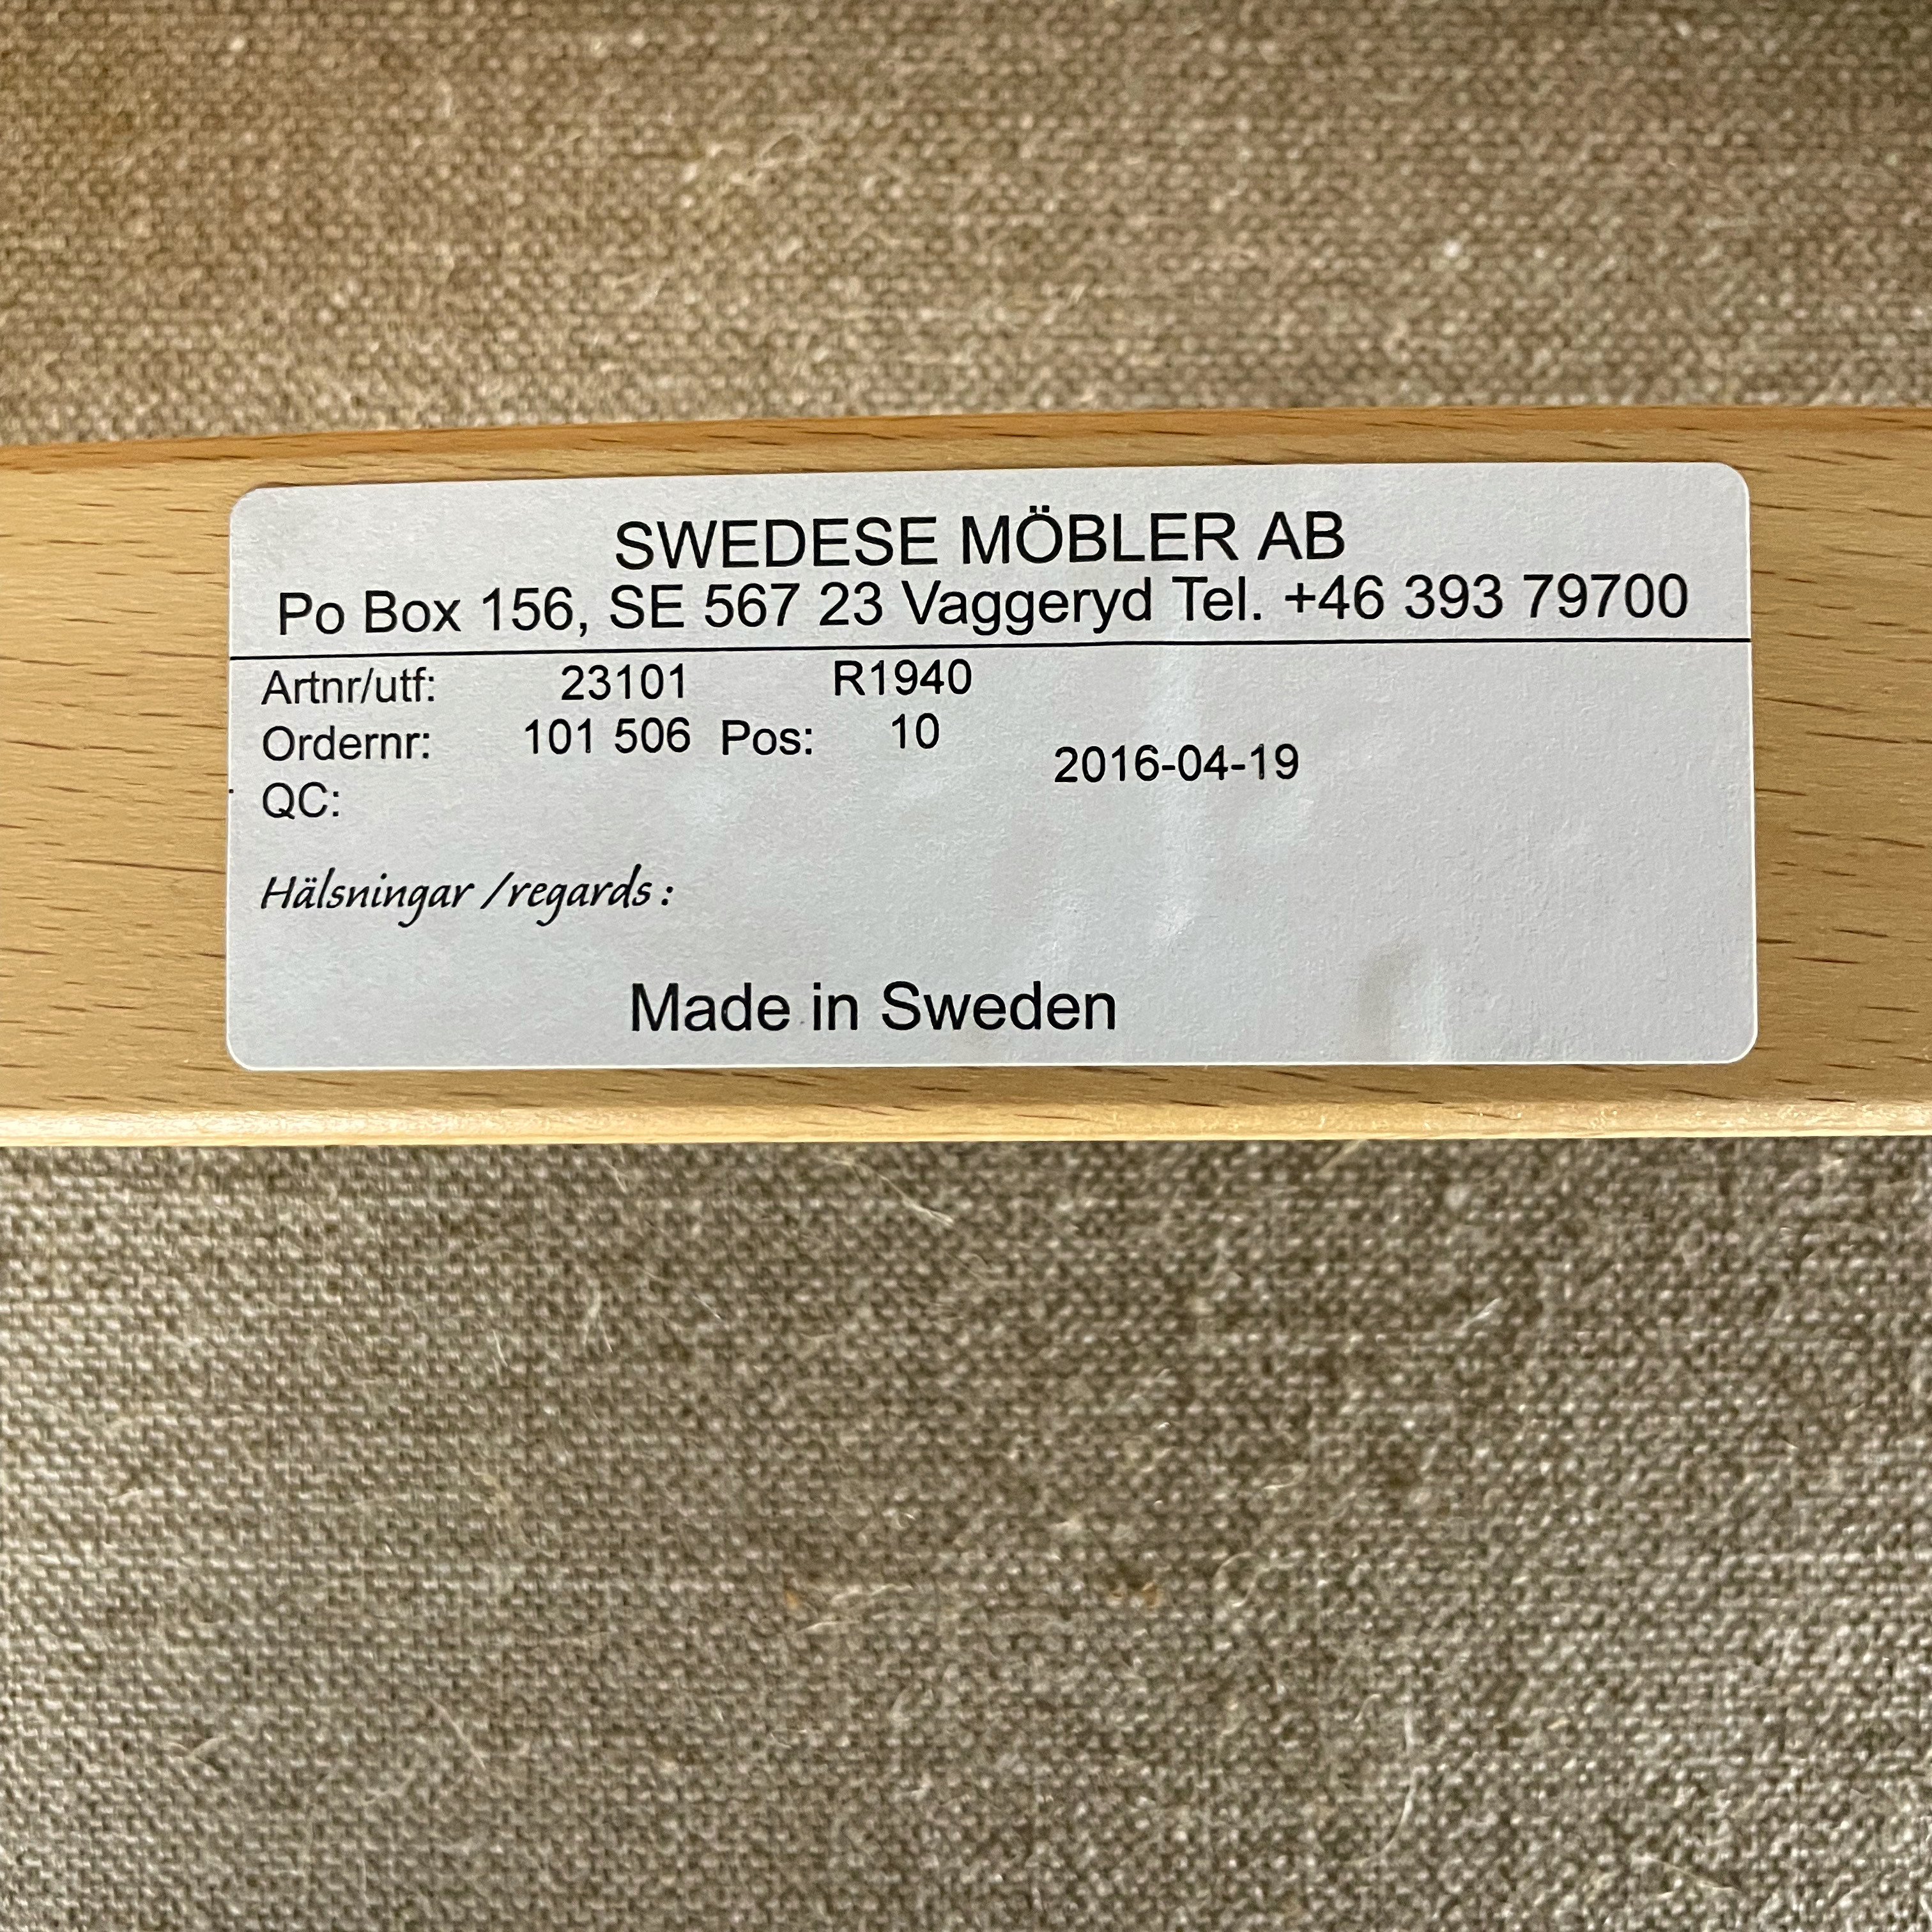 SWEDESE MÖBLER AB
Po Box 156, SE 567 23 Vaggeryd Tel. +46 393 79700
Artnr/utf: 23101 R1940
Ordernr: 101 506 Pos: 10
2016-04-19
QC:
Hälsningar /regards :
Made in Sweden